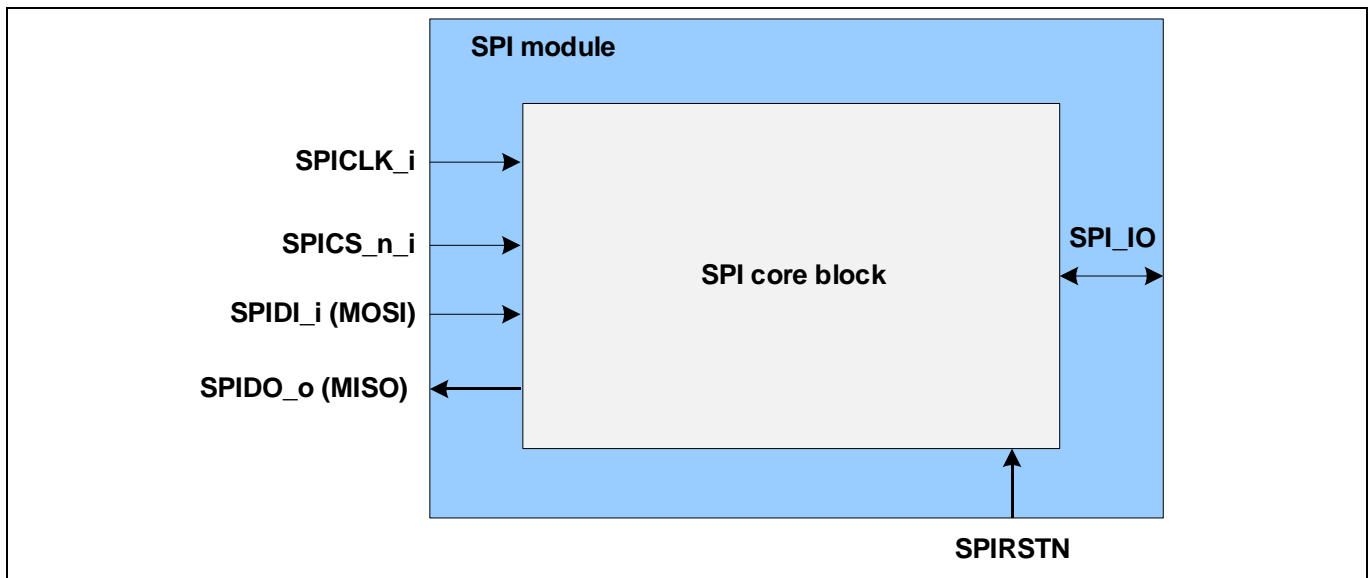 SPI module
SPICLK_i
SPICS_n_i
SPI_IO
SPI core block
SPIDI_i (MOSI)
SPIDO_o (MISO)
SPIRSTN